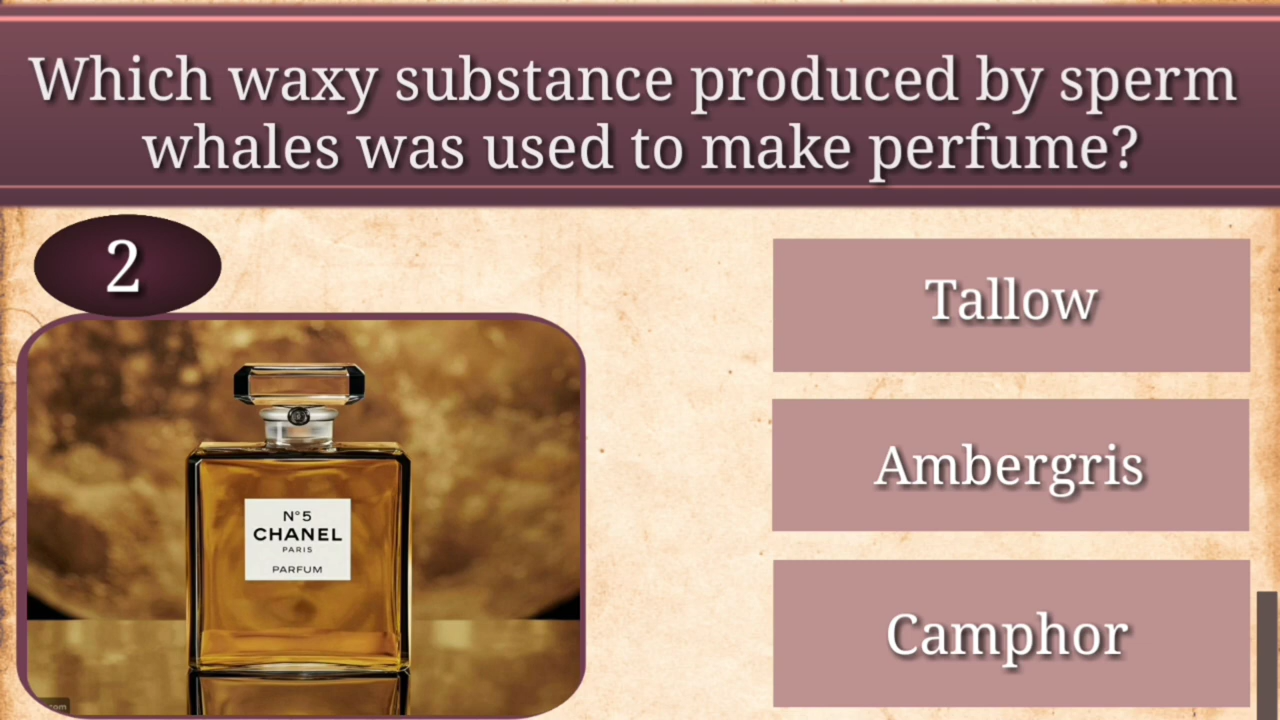 Which waxy substance produced by sperm
whales was used to make perfume?
2
Tallow
Ambergris
Camphor
N°5
CHANEL
PARIS
PARFUM
.com